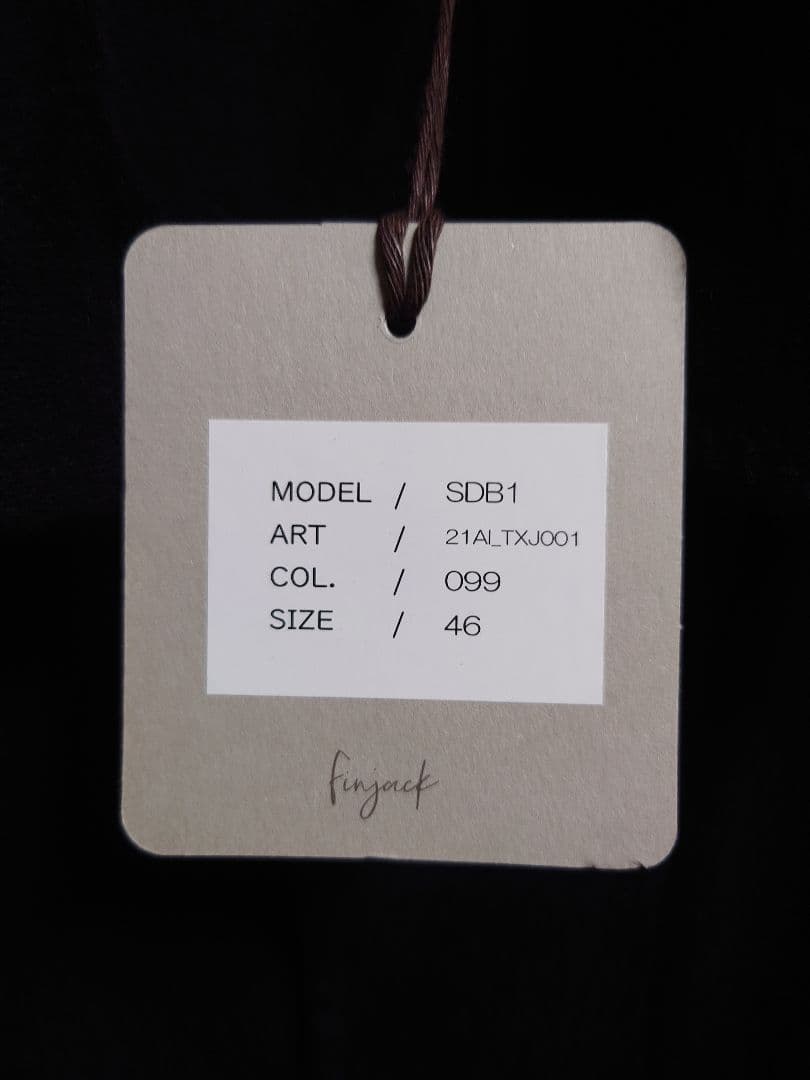 MODEL / SDB1
ART / 21AI_TXJ001
COL. / 099
SIZE / 46
finjack